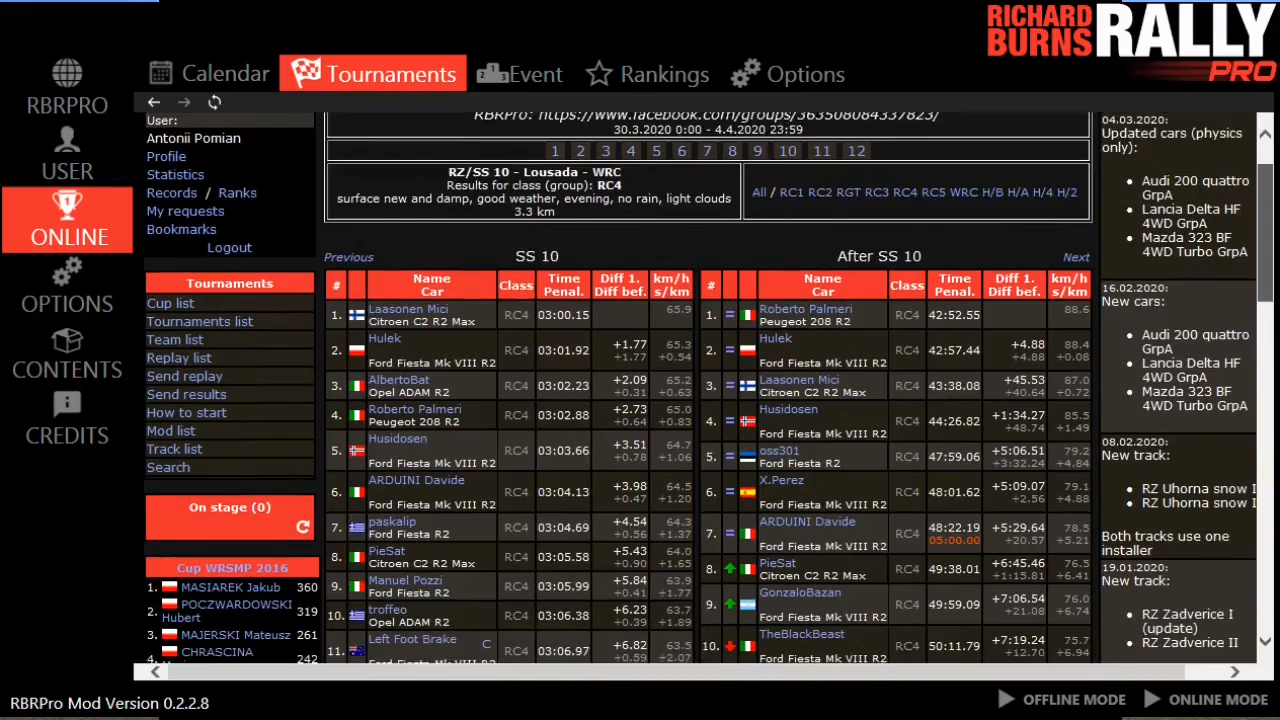 RICHARD
BURNS
RALLY
PRO
RBRPRO
USER
ONLINE
OPTIONS
CONTENTS
CREDITS
Calendar
Tournaments
Event
Rankings
Options
User:
Antonii Pomian
Profile
Statistics
Records / Ranks
My requests
Bookmarks
Logout
Tournaments
Cup list
Tournaments list
Team list
Replay list
Send replay
Send results
How to start
Mod list
Track list
Search
On stage (0)
Cup WRSMP 2016
1. MASIAREK Jakub 360
2. POCZWARDOWSKI Hubert 319
3. MAJERSKI Mateusz 261
4. CHRASCINA 242
RBRPro: https://www.facebook.com/groups/363508084337823/
30.3.2020 0:00 - 4.4.2020 23:59
1 2 3 4 5 6 7 8 9 10 11 12
RZ/SS 10 - Lousada - WRC
Results for class (group): RC4
surface new and damp, good weather, evening, no rain, light clouds
3.3 km
All / RC1 RC2 RGT RC3 RC4 RC5 WRC H/B H/A H/4 H/2
Previous SS 10
# Name Car Class Time Penal. Diff 1. Diff bef. km/h s/km
1. Laasonen Mici RC4 03:00.15 65.9
Citroen C2 R2 Max
2. Hulek RC4 03:01.92 +1.77 65.3
Ford Fiesta Mk VIII R2 +1.77 +0.54
3. AlbertoBat RC4 03:02.23 +2.09 65.2
Opel ADAM R2 +0.31 +0.63
4. Roberto Palmeri RC4 03:02.88 +2.73 65.0
Peugeot 208 R2 +0.64 +0.83
5. Husidosen RC4 03:03.66 +3.51 64.7
Ford Fiesta Mk VIII R2 +0.78 +1.06
6. ARDUINI Davide RC4 03:04.13 +3.98 64.5
Ford Fiesta Mk VIII R2 +0.47 +1.20
7. paskalip RC4 03:04.69 +4.54 64.3
Ford Fiesta R2 +0.56 +1.37
8. PieSat RC4 03:05.58 +5.43 64.0
Citroen C2 R2 Max +0.90 +1.65
9. Manuel Pozzi RC4 03:05.99 +5.84 63.9
Ford Fiesta R2 +0.41 +1.77
10. troffeo RC4 03:06.38 +6.23 63.7
Opel ADAM R2 +0.39 +1.89
11. Left Foot Brake C RC4 03:06.97 +6.82 63.5
Ford Fiesta Mk VIII R2 +0.59 +2.07
After SS 10 Next
# Name Car Class Time Penal. Diff 1. Diff bef. km/h s/km
1. = Roberto Palmeri RC4 42:52.55 88.6
Peugeot 208 R2
2. = Hulek RC4 42:57.44 +4.88 88.4
Ford Fiesta Mk VIII R2 +4.88 +0.08
3. = Laasonen Mici RC4 43:38.08 +45.53 87.0
Citroen C2 R2 Max +40.64 +0.72
4. = Husidosen RC4 44:26.82 +1:34.27 85.5
Ford Fiesta Mk VIII R2 +48.74 +1.49
5. = oss301 RC4 47:59.06 +5:06.51 79.2
Ford Fiesta R2 +3:32.24 +4.84
6. = X.Perez RC4 48:01.62 +5:09.07 79.1
Ford Fiesta Mk VIII R2 +2.56 +4.88
7. = ARDUINI Davide RC4 48:22.19 +5:29.64 78.5
Ford Fiesta Mk VIII R2 05:00.00 +20.57 +5.21
8. PieSat RC4 49:38.01 +6:45.46 76.5
Citroen C2 R2 Max +1:15.81 +6.41
9. GonzaloBazan RC4 49:59.09 +7:06.54 76.0
Ford Fiesta Mk VIII R2 +21.08 +6.74
10. TheBlackBeast RC4 50:11.79 +7:19.24 75.7
Ford Fiesta Mk VIII R2 +12.70 +6.94
04.03.2020:
Updated cars (physics
only):
Audi 200 quattro
GrpA
Lancia Delta HF
4WD GrpA
Mazda 323 BF
4WD Turbo GrpA
16.02.2020:
New cars:
Audi 200 quattro
GrpA
Lancia Delta HF
4WD GrpA
Mazda 323 BF
4WD Turbo GrpA
08.02.2020:
New track:
RZ Uhorna snow I
RZ Uhorna snow I
Both tracks use one
installer
19.01.2020:
New track:
RZ Zadverice I
(update)
RZ Zadverice II
RBRPro Mod Version 0.2.2.8
OFFLINE MODE
ONLINE MODE